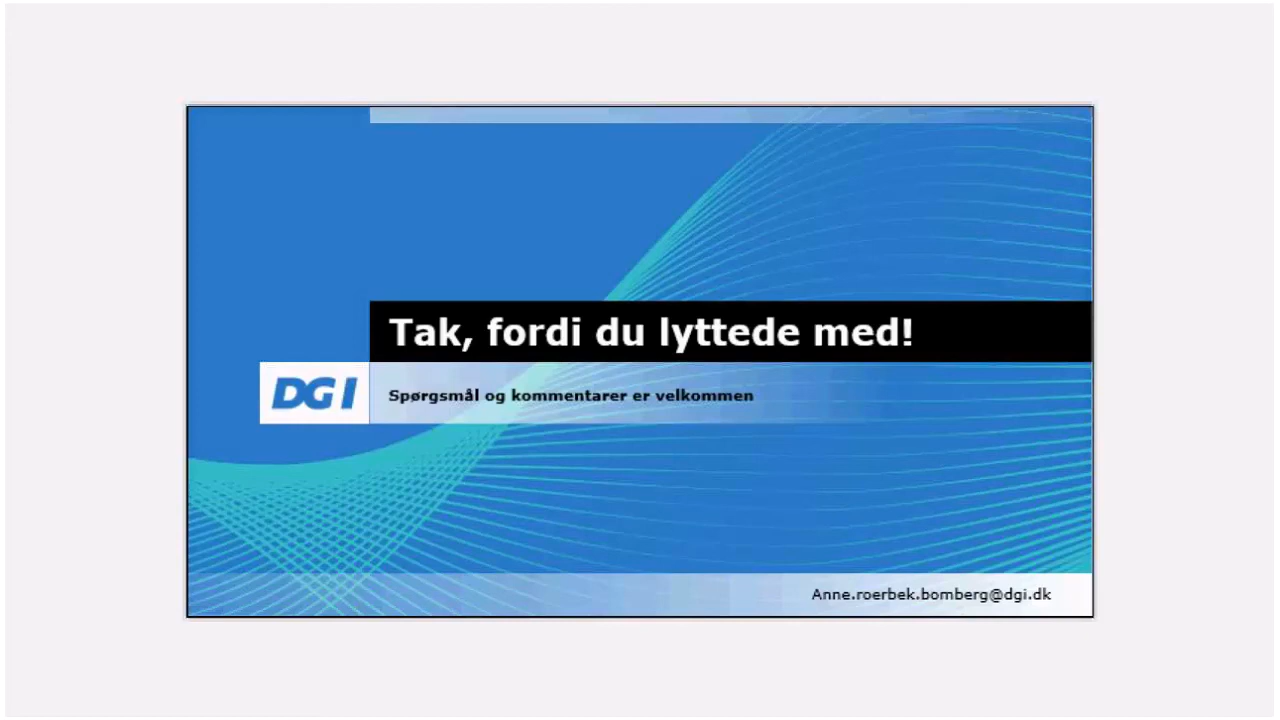 Tak, fordi du lyttede med!
DGI
Spørgsmål og kommentarer er velkommen
Anne.roerbek.bomberg@dgi.dk